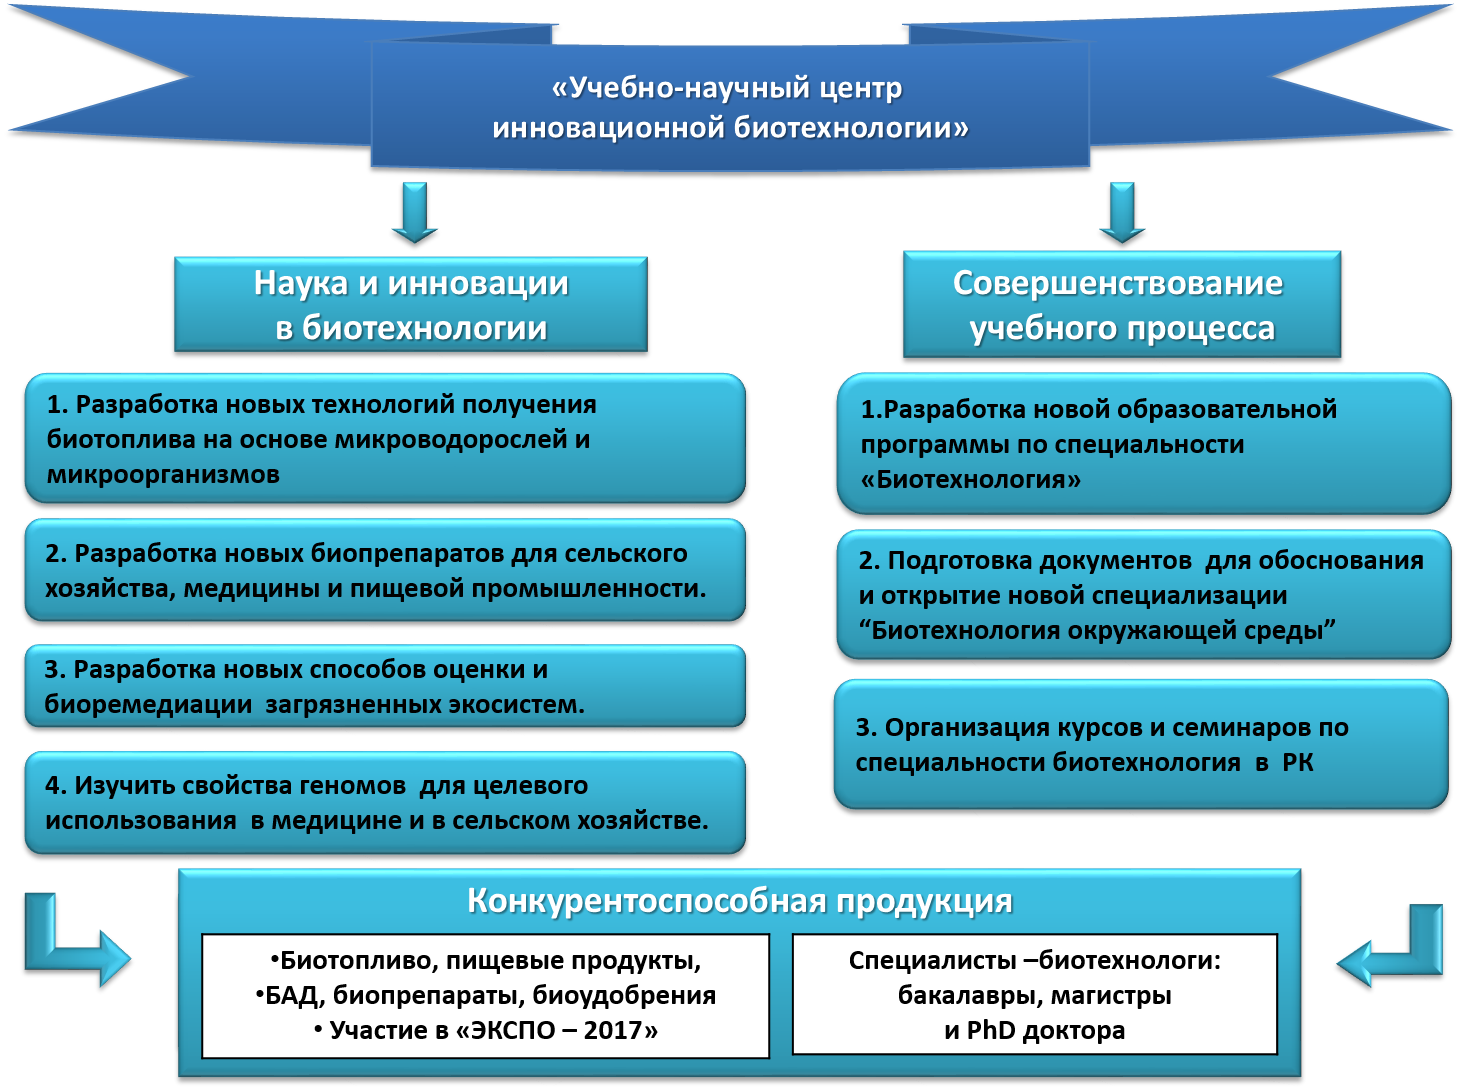 «Учебно-научный центр
инновационной биотехнологии»
Наука и инновации
в биотехнологии
1. Разработка новых технологий получения
биотоплива на основе микроводорослей и
микроорганизмов
2. Разработка новых биопрепаратов для сельского
хозяйства, медицины и пищевой промышленности.
3. Разработка новых способов оценки и
биоремедиации  загрязненных экосистем.
4. Изучить свойства геномов  для целевого
использования  в медицине и в сельском хозяйстве.
Совершенствование
учебного процесса
1.Разработка новой образовательной
программы по специальности
«Биотехнология»
2. Подготовка документов  для обоснования
и открытие новой специализации
“Биотехнология окружающей среды”
3. Организация курсов и семинаров по
специальности биотехнология  в  РК
Конкурентоспособная продукция
•Биотопливо, пищевые продукты,
•БАД, биопрепараты, биоудобрения
• Участие в «ЭКСПО – 2017»
Специалисты –биотехнологи:
бакалавры, магистры
и PhD доктора